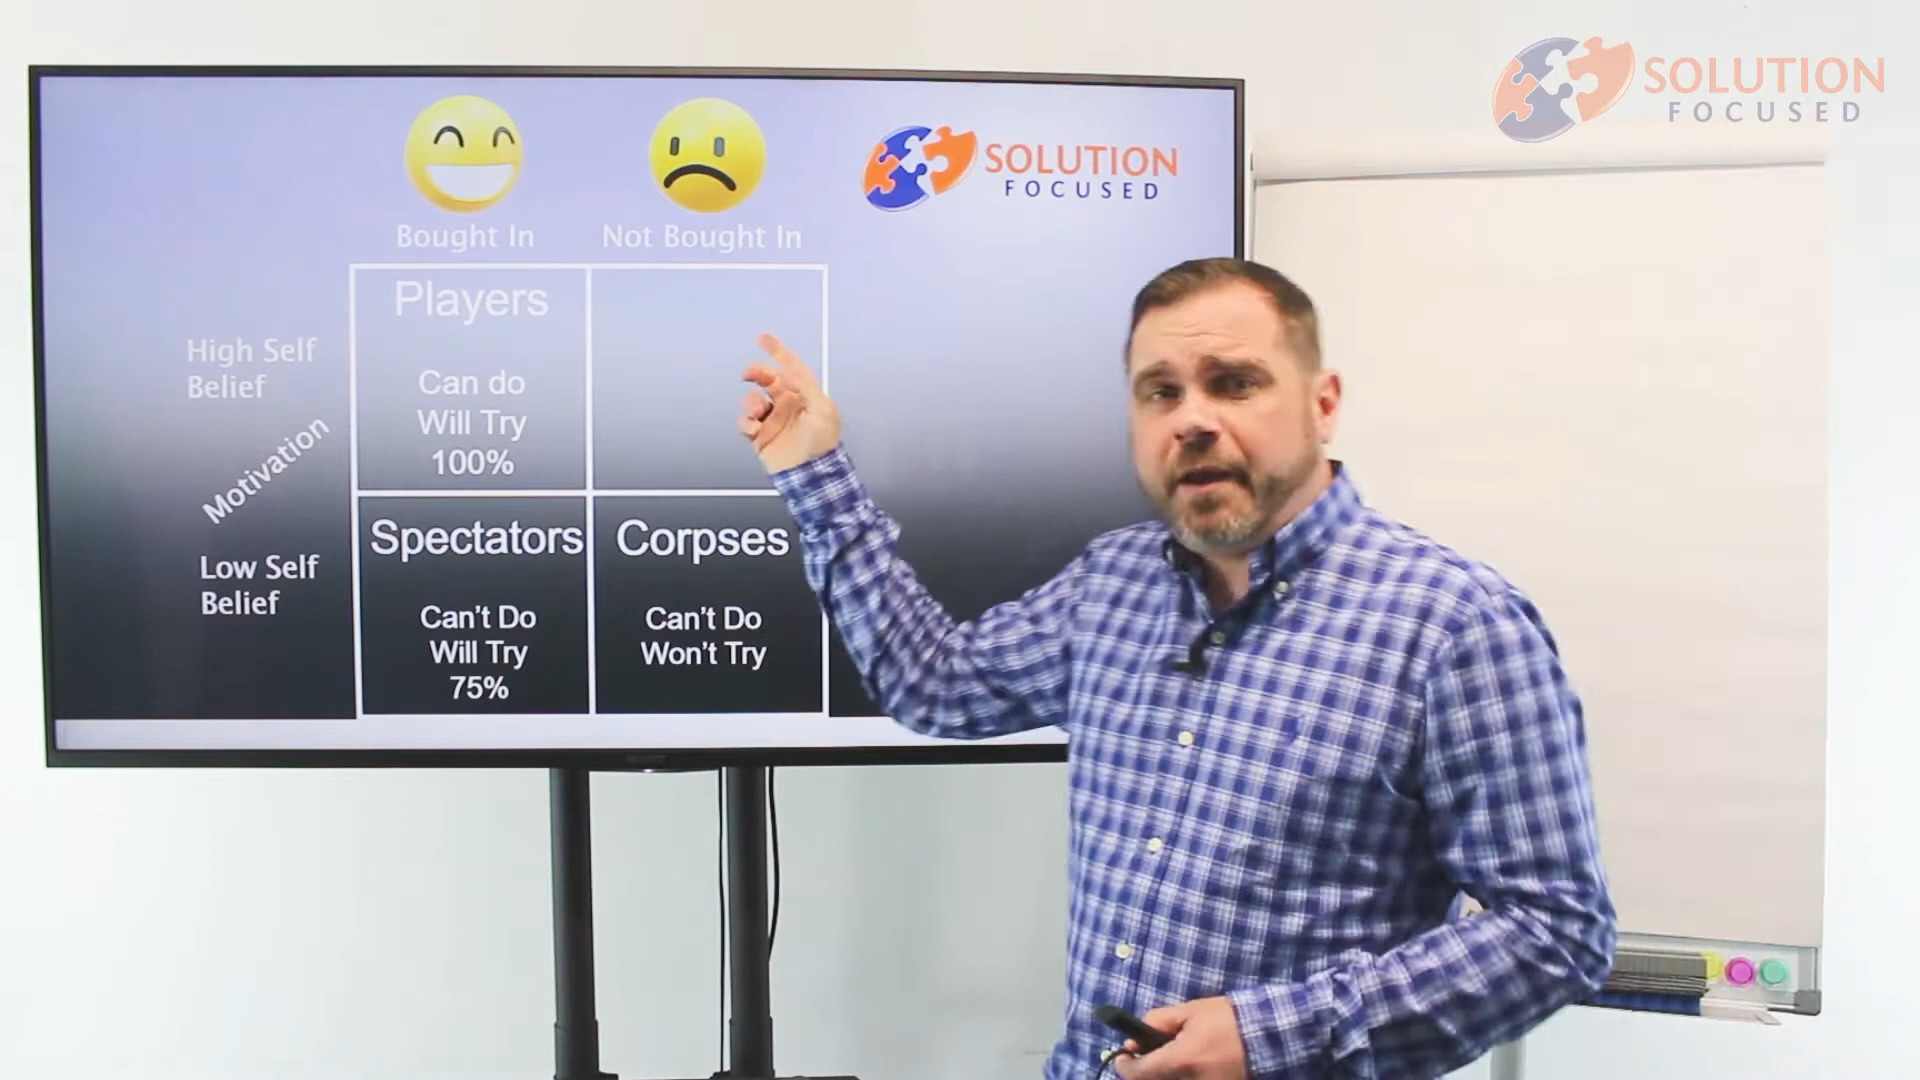 SOLUTION
FOCUSED
SOLUTION
FOCUSED
Bought In
Not Bought In
High Self
Belief
Motivation
Low Self
Belief
Players
Can do
Will Try
100%
Spectators
Can't Do
Will Try
75%
Corpses
Can't Do
Won't Try